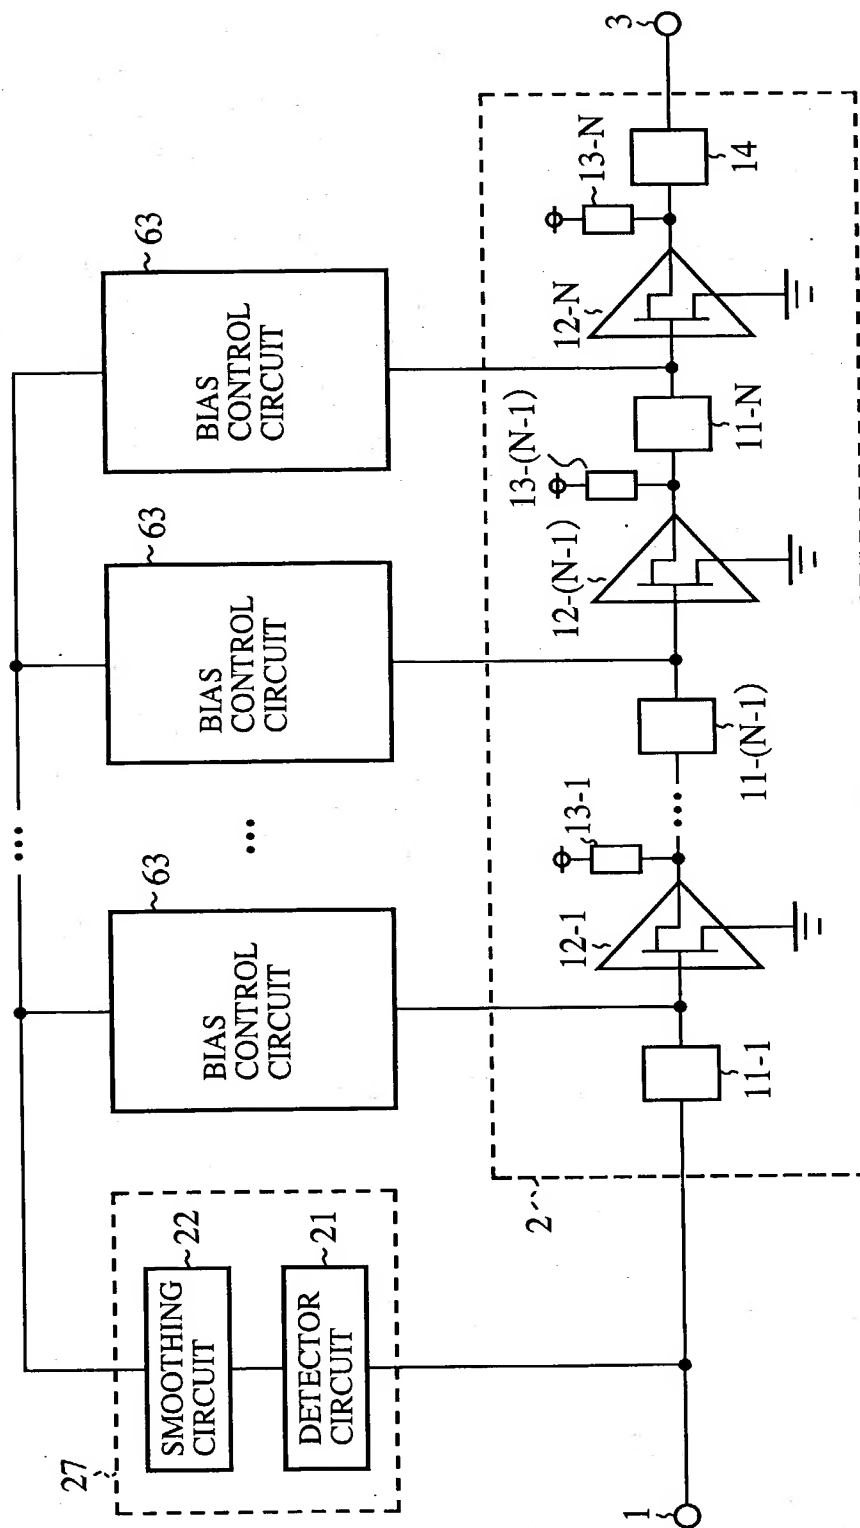 27
SMOOTHING
CIRCUIT
22
DETECTOR
CIRCUIT
21
BIAS
CONTROL
CIRCUIT
63
...
...
BIAS
CONTROL
CIRCUIT
63
BIAS
CONTROL
CIRCUIT
63
1
2
11-1
12-1
13-1
...
11-(N-1)
12-(N-1)
13-(N-1)
11-N
12-N
13-N
14
3